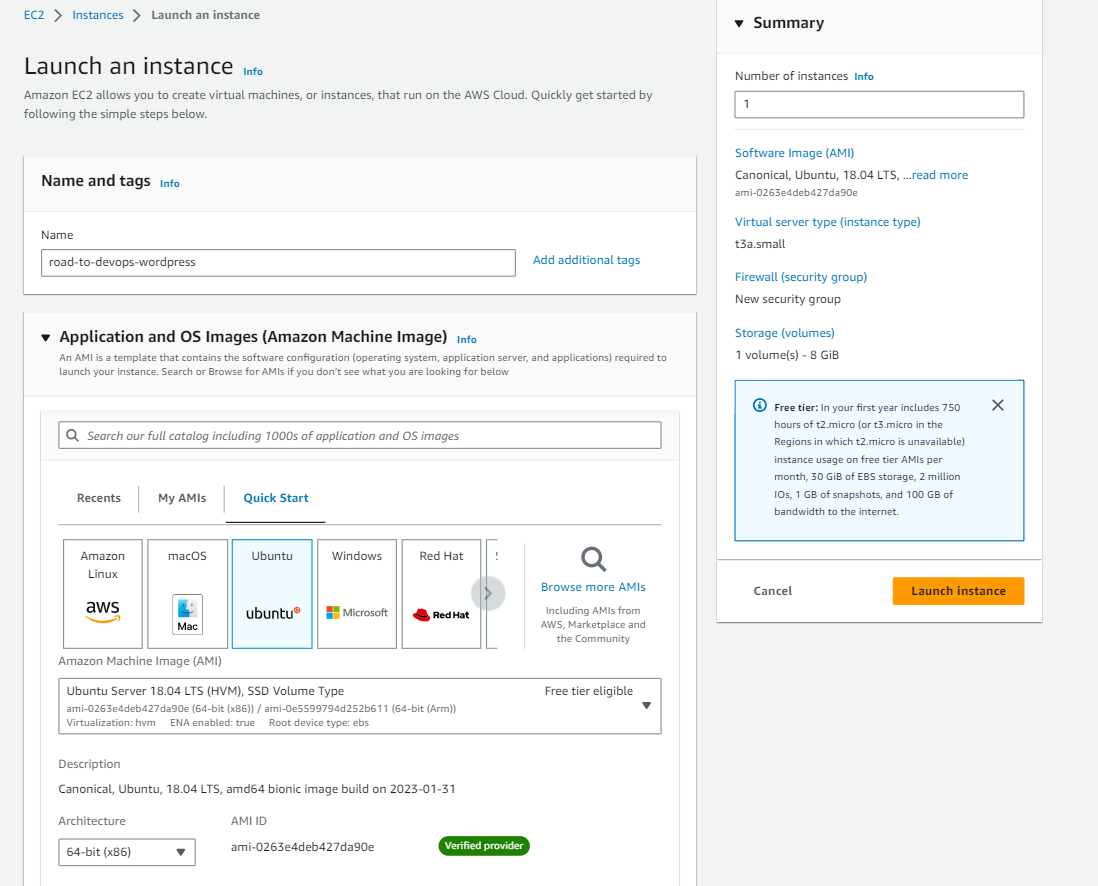 EC2 > Instances > Launch an instance
Launch an instance Info
Amazon EC2 allows you to create virtual machines, or instances, that run on the AWS Cloud. Quickly get started by
following the simple steps below.
Name and tags Info
Name
road-to-devops-wordpress
Add additional tags
Application and OS Images (Amazon Machine Image) Info
An AMI is a template that contains the software configuration (operating system, application server, and applications) required to
launch your instance. Search or Browse for AMIs if you don't see what you are looking for below
Search our full catalog including 1000s of application and OS images
Recents
My AMIs
Quick Start
Amazon
Linux
aws
macOS
Mac
Ubuntu
ubuntu
Windows
Microsoft
Red Hat
Red Hat
S
Browse more AMIs
Including AMIs from
AWS, Marketplace and
the Community
Amazon Machine Image (AMI)
Ubuntu Server 18.04 LTS (HVM), SSD Volume Type
Free tier eligible
ami-0263e4deb427da90e (64-bit (x86)) / ami-0e5599794d252b611 (64-bit (Arm))
Virtualization: hvm ENA enabled: true Root device type: ebs
Description
Canonical, Ubuntu, 18.04 LTS, amd64 bionic image build on 2023-01-31
Architecture
64-bit (x86)
AMI ID
ami-0263e4deb427da90e
Verified provider
Summary
Number of instances Info
1
Software Image (AMI)
Canonical, Ubuntu, 18.04 LTS, ...read more
ami-0263e4deb427da90e
Virtual server type (instance type)
t3a.small
Firewall (security group)
New security group
Storage (volumes)
1 volume(s) - 8 GiB
Free tier: In your first year includes 750
hours of t2.micro (or t3.micro in the
Regions in which t2.micro is unavailable)
instance usage on free tier AMIs per
month, 30 GiB of EBS storage, 2 million
IOs, 1 GB of snapshots, and 100 GB of
bandwidth to the internet.
Cancel
Launch instance